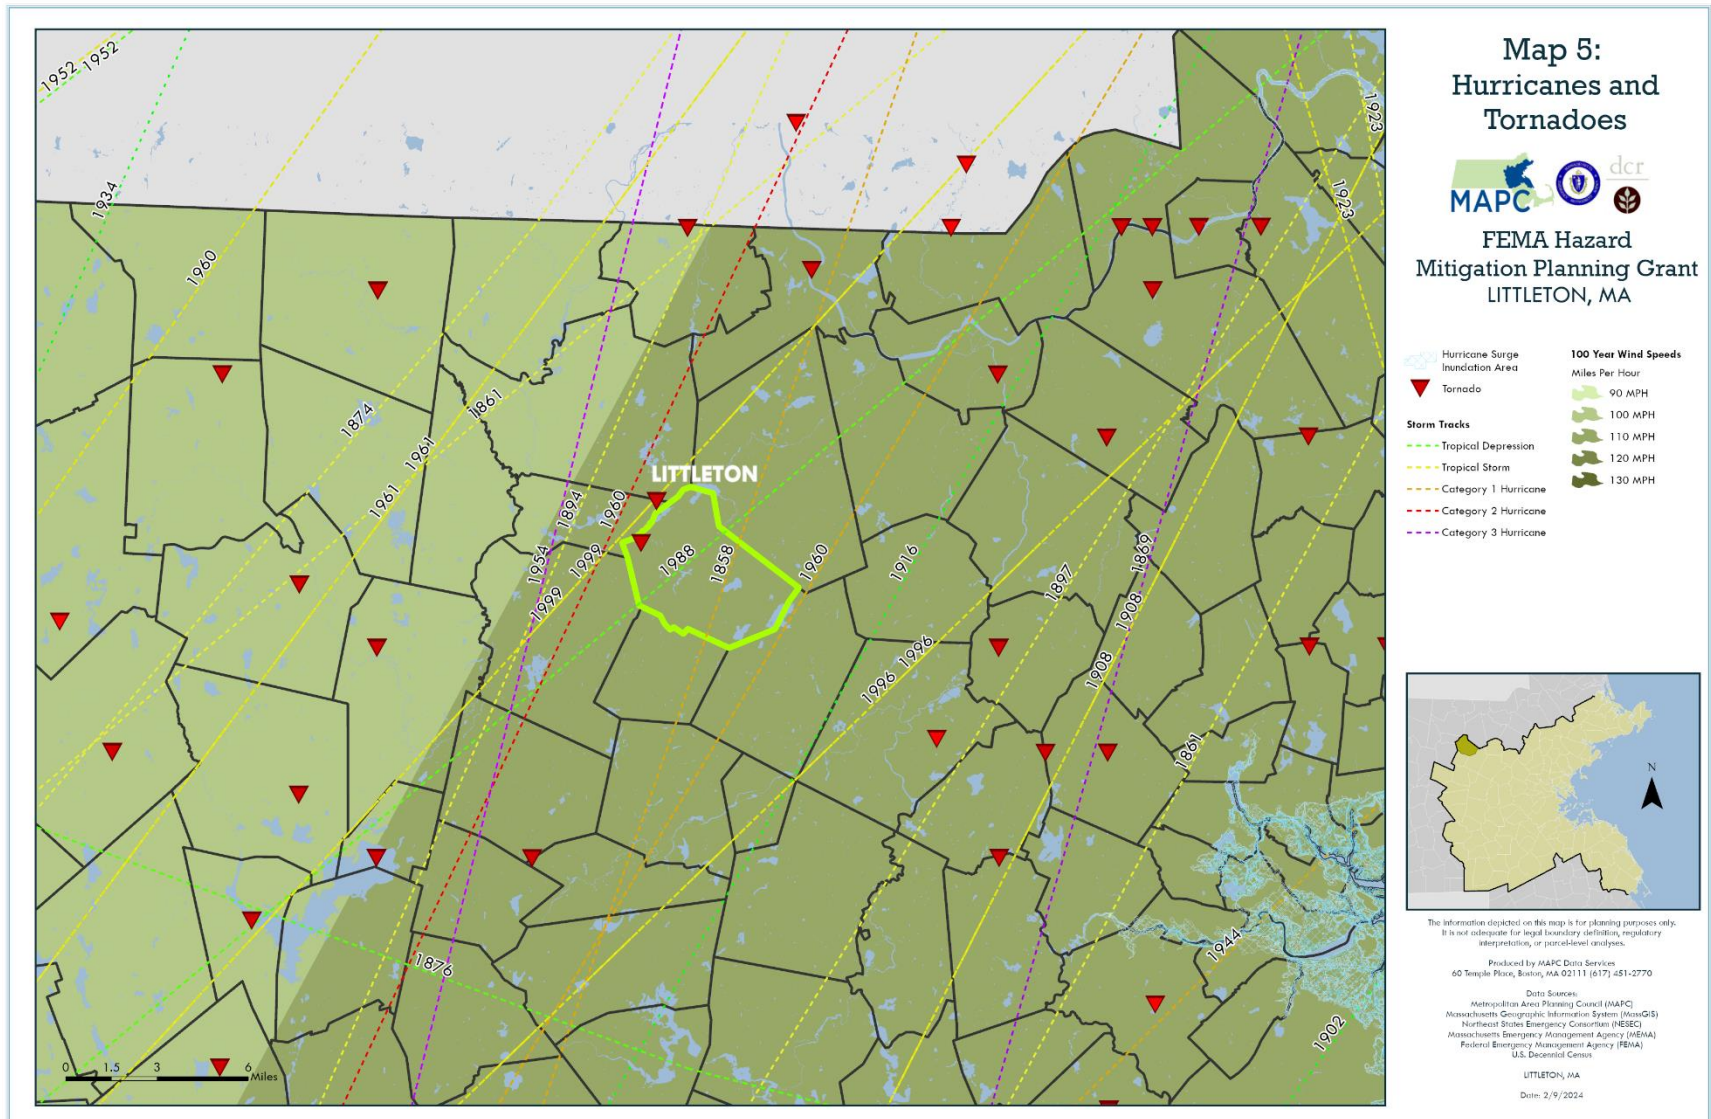 Map 5:
Hurricanes and
Tornadoes
dcr
MAPC
FEMA Hazard
Mitigation Planning Grant
LITTLETON, MA
Hurricane Surge
Inundation Area
Tornado
Storm Tracks
Tropical Depression
Tropical Storm
Category 1 Hurricane
Category 2 Hurricane
Category 3 Hurricane
100 Year Wind Speeds
Miles Per Hour
90 MPH
100 MPH
110 MPH
120 MPH
130 MPH
1952
1952
1934
1960
1923
1923
1874
1861
1961
1961
LITTLETON
1894
1960
1954
1999
1999
1988
1858
1960
1916
1897
1869
1908
1908
1996
1996
1861
1876
1944
1902
0 1.5 3 6
Miles
N
The information depicted on this map is for planning purposes only.
It is not adequate for legal boundary definition, regulatory
interpretation, or parcel-level analyses.
Produced by MAPC Data Services
60 Temple Place, Boston, MA 02111 (617) 451-2770
Data Sources:
Metropolitan Area Planning Council (MAPC)
Massachusetts Geographic Information System (MassGIS)
Northeast States Emergency Consortium (NESEC)
Massachusetts Emergency Management Agency (MEMA)
Federal Emergency Management Agency (FEMA)
U.S. Decennial Census
LITTLETON, MA
Date: 2/9/2024